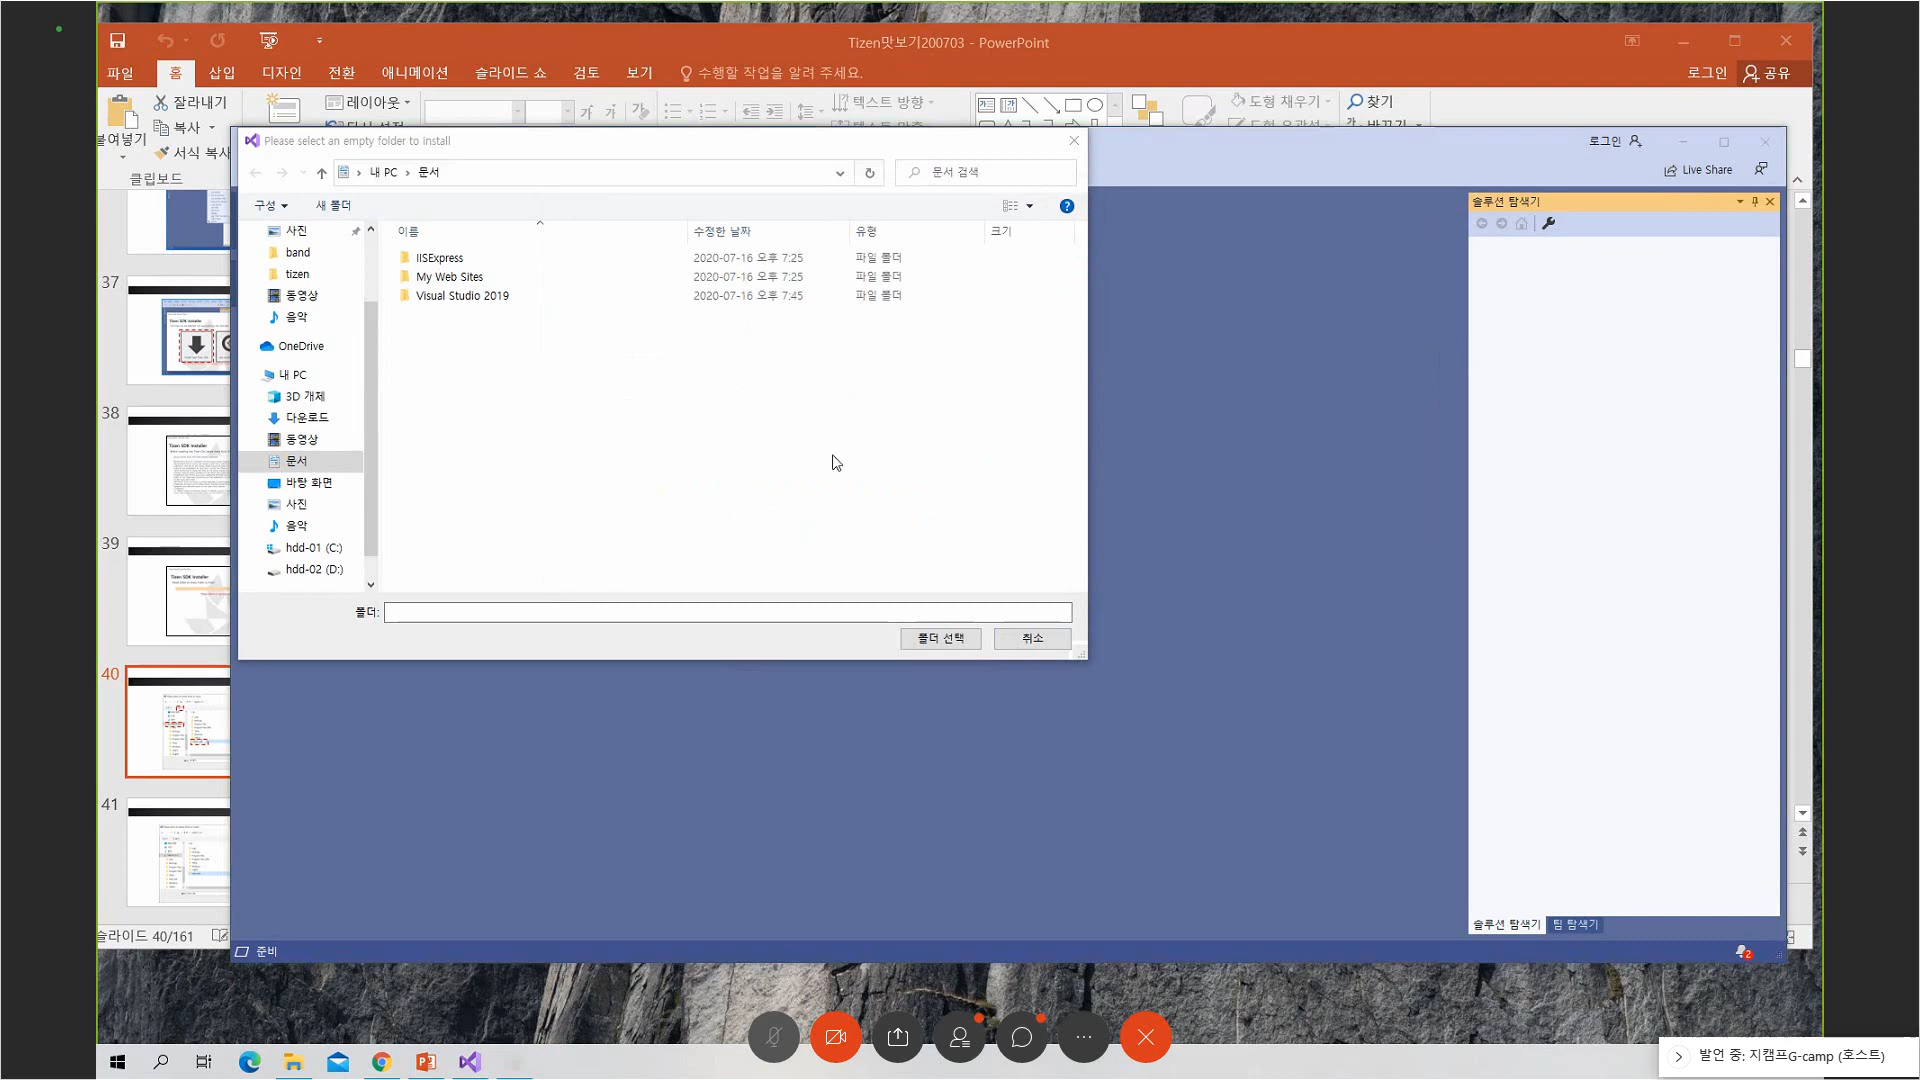 Tizen맛보기200703 - PowerPoint
파일 홈 삽입 디자인 전환 애니메이션 슬라이드 쇼 검토 보기 수행할 작업을 알려 주세요. 로그인 공유
잘라내기 레이아웃 텍스트 방향 도형 채우기 찾기
붙여넣기 복사
서식 복사
클립보드
Please select an empty folder to install
로그인
내 PC 문서 문서 검색
Live Share
구성 새 폴더
솔루션 탐색기
이름 수정한 날짜 유형 크기
IISExpress 2020-07-16 오후 7:25 파일 폴더
My Web Sites 2020-07-16 오후 7:25 파일 폴더
Visual Studio 2019 2020-07-16 오후 7:45 파일 폴더
사진
band
tizen
동영상
음악
OneDrive
내 PC
3D 개체
다운로드
동영상
문서
바탕 화면
사진
음악
hdd-01 (C:)
hdd-02 (D:)
폴더:
폴더 선택 취소
37
38
Tizen SDK Installer
39
Tizen SDK Installer
40
41
솔루션 탐색기 팀 탐색기
슬라이드 40/161
준비
2
발언 중: 지캠프G-camp (호스트)